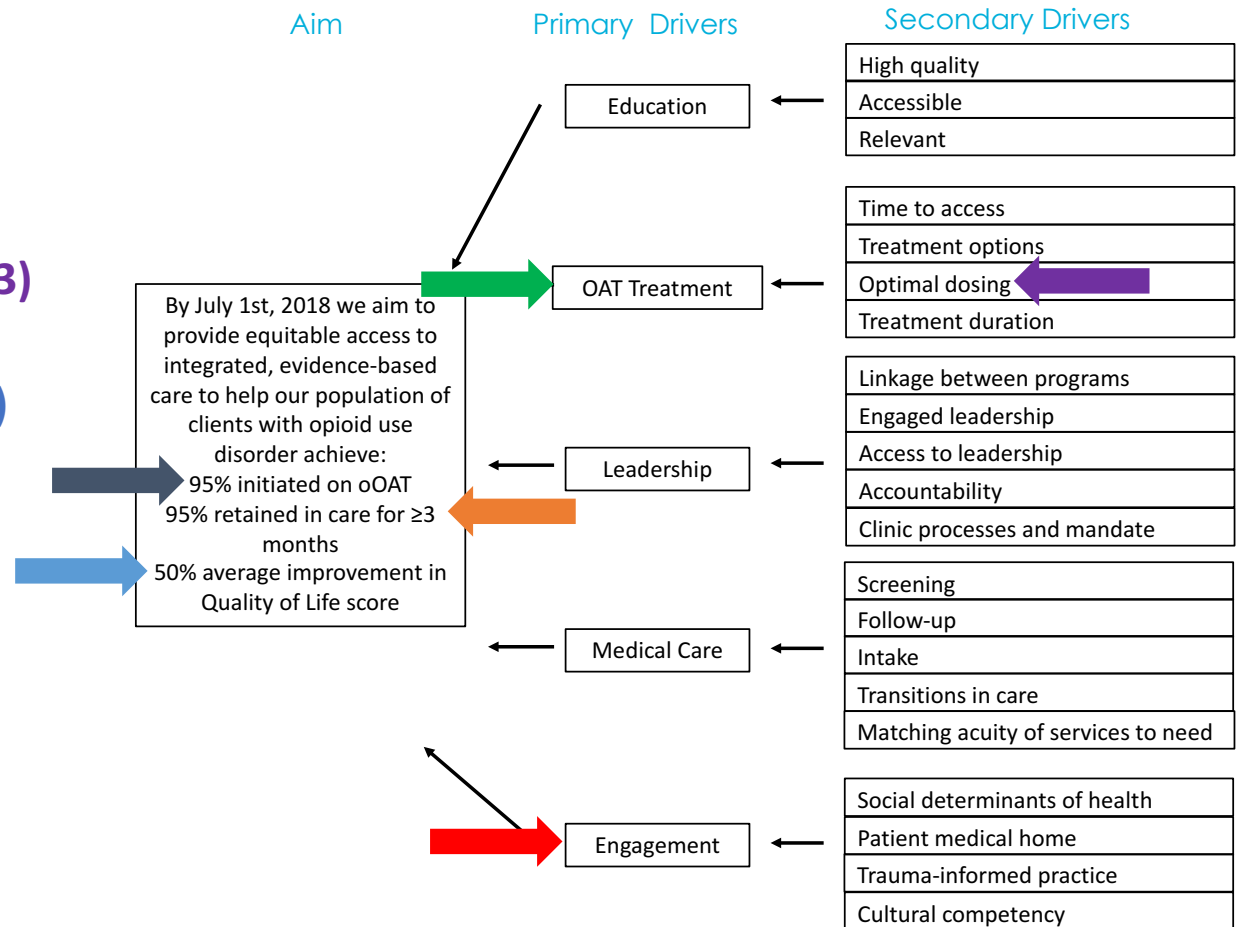 Aim
Primary Drivers
Secondary Drivers
3)
)
By July 1st, 2018 we aim to
provide equitable access to
integrated, evidence-based
care to help our population of
clients with opioid use
disorder achieve:
95% initiated on oOAT
95% retained in care for ≥3
months
50% average improvement in
Quality of Life score
Education
High quality
Accessible
Relevant
OAT Treatment
Time to access
Treatment options
Optimal dosing
Treatment duration
Leadership
Linkage between programs
Engaged leadership
Access to leadership
Accountability
Clinic processes and mandate
Medical Care
Screening
Follow-up
Intake
Transitions in care
Matching acuity of services to need
Engagement
Social determinants of health
Patient medical home
Trauma-informed practice
Cultural competency